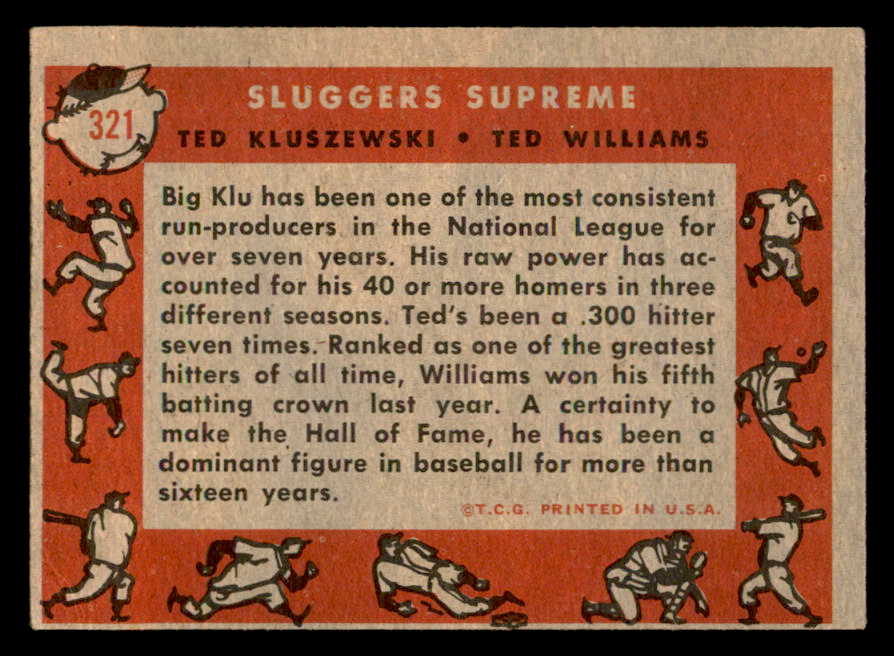 321
SLUGGERS SUPREME
TED KLUSZEWSKI • TED WILLIAMS
Big Klu has been one of the most consistent
run-producers in the National League for
over seven years. His raw power has ac-
counted for his 40 or more homers in three
different seasons. Ted's been a .300 hitter
seven times. Ranked as one of the greatest
hitters of all time, Williams won his fifth
batting crown last year. A certainty to
make the Hall of Fame, he has been a
dominant figure in baseball for more than
sixteen years.
©T.C.G. PRINTED IN U.S.A.